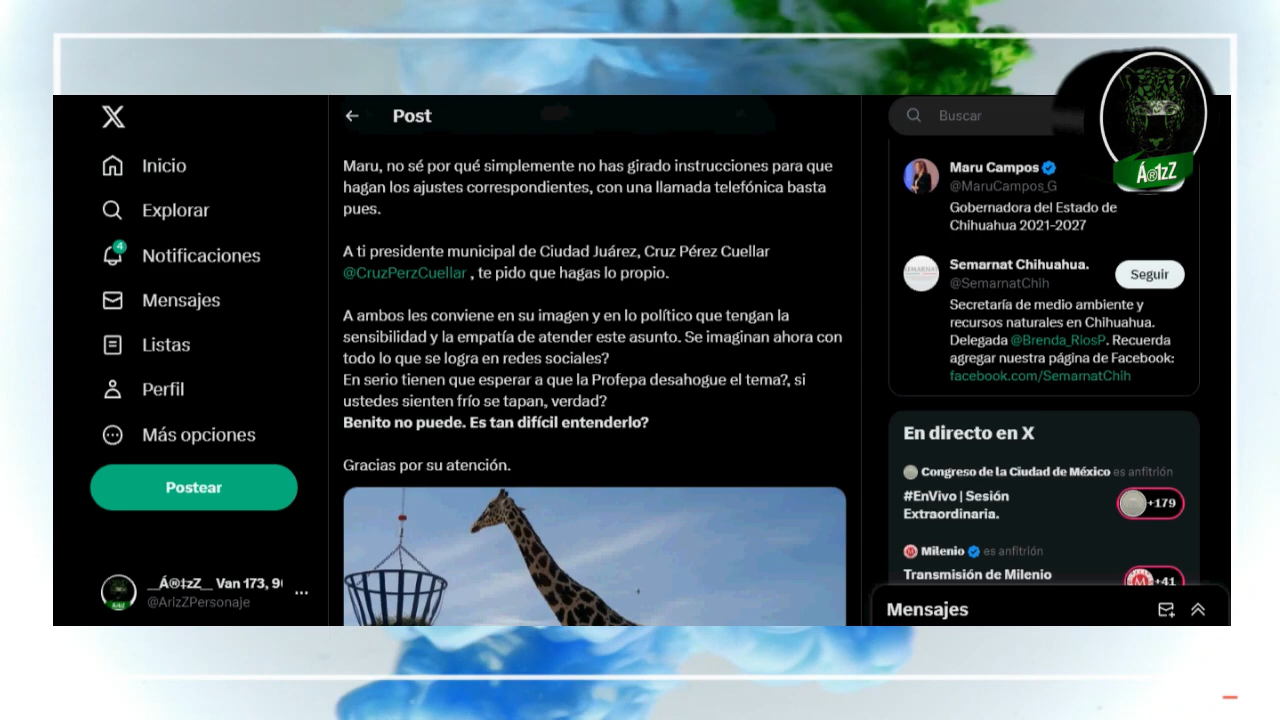 Inicio
Explorar
4
Notificaciones
Mensajes
Listas
Perfil
Más opciones
Postear
__Á®‡zZ__ Van 173, 9
@ArizZPersonaje
Post
Maru, no sé por qué simplemente no has girado instrucciones para que
hagan los ajustes correspondientes, con una llamada telefónica basta
pues.
A ti presidente municipal de Ciudad Juárez, Cruz Pérez Cuellar
@CruzPerzCuellar , te pido que hagas lo propio.
A ambos les conviene en su imagen y en lo político que tengan la
sensibilidad y la empatía de atender este asunto. Se imaginan ahora con
todo lo que se logra en redes sociales?
En serio tienen que esperar a que la Profepa desahogue el tema?, si
ustedes sienten frío se tapan, verdad?
Benito no puede. Es tan difícil entenderlo?
Gracias por su atención.
Buscar
Maru Campos
@MaruCampos_G
Gobernadora del Estado de
Chihuahua 2021-2027
Semarnat Chihuahua.
@SemarnatChih
Seguir
Secretaría de medio ambiente y
recursos naturales en Chihuahua.
Delegada @Brenda_RiosP. Recuerda
agregar nuestra página de Facebook:
facebook.com/SemarnatChih
En directo en X
Congreso de la Ciudad de México es anfitrión
#EnVivo | Sesión
Extraordinaria.
+179
Milenio es anfitrión
Transmisión de Milenio
+41
Mensajes